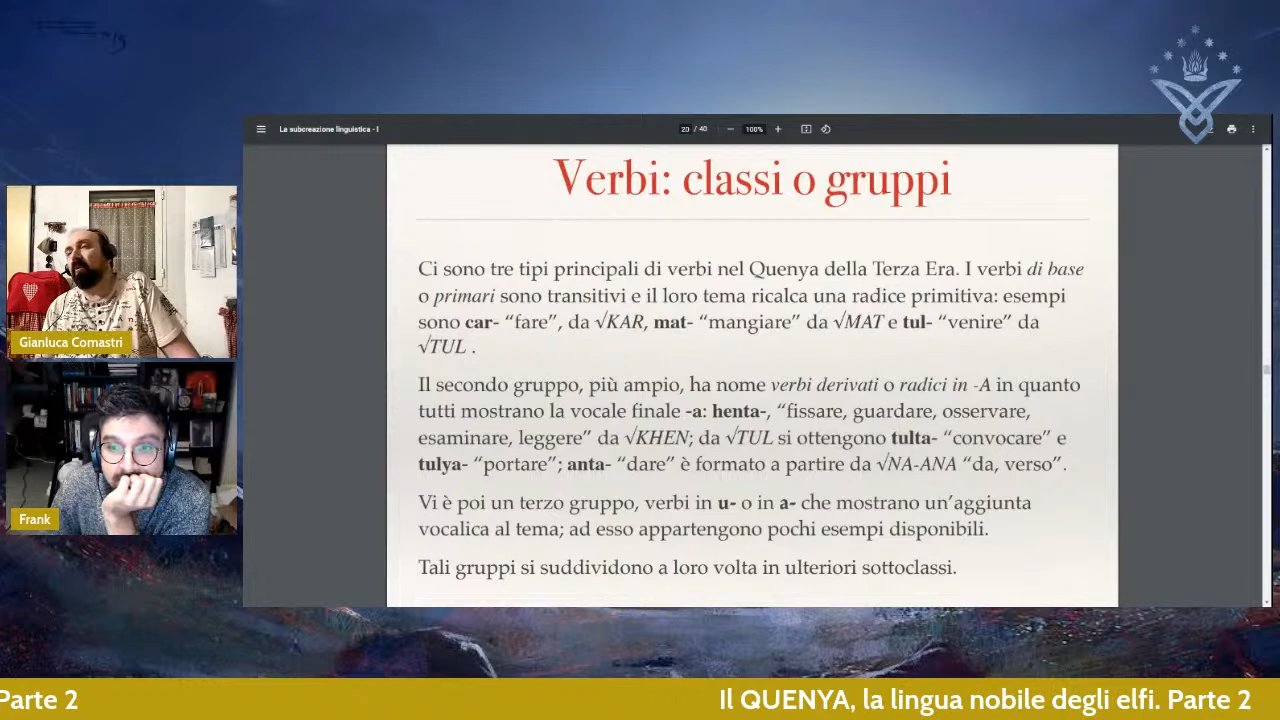 La subcreazione linguistica - I
20 / 40
100%
Verbi: classi o gruppi
Ci sono tre tipi principali di verbi nel Quenya della Terza Era. I verbi di base
o primari sono transitivi e il loro tema ricalca una radice primitiva: esempi
sono car- “fare”, da √KAR, mat- “mangiare” da √MAT e tul- “venire” da
√TUL .
Il secondo gruppo, più ampio, ha nome verbi derivati o radici in -A in quanto
tutti mostrano la vocale finale -a: henta-, “fissare, guardare, osservare,
esaminare, leggere” da √KHEN; da √TUL si ottengono tulta- “convocare” e
tulya- “portare”; anta- “dare” è formato a partire da √NA-ANA “da, verso”.
Vi è poi un terzo gruppo, verbi in u- o in a- che mostrano un’aggiunta
vocalica al tema; ad esso appartengono pochi esempi disponibili.
Tali gruppi si suddividono a loro volta in ulteriori sottoclassi.
Gianluca Comastri
Frank
Parte 2
Il QUENYA, la lingua nobile degli elfi. Parte 2